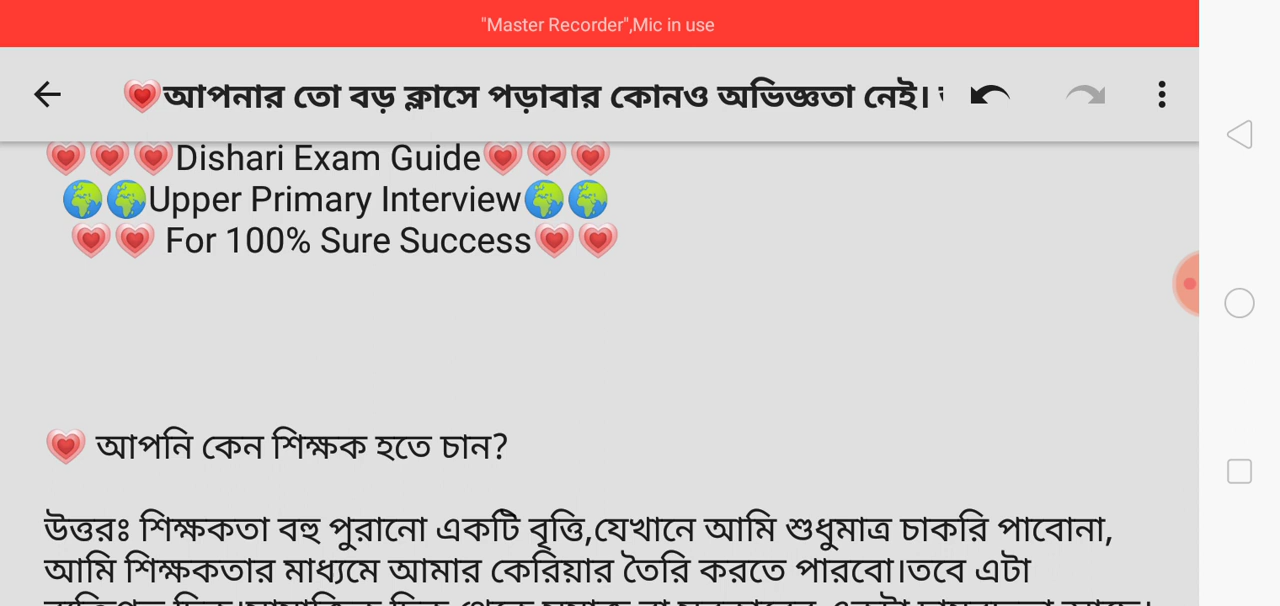 "Master Recorder",Mic in use
💗আপনার তো বড় ক্লাসে পড়াবার কোনও অভিজ্ঞতা নেই।
💗💗💗Dishari Exam Guide💗💗💗
🌍🌍Upper Primary Interview🌍🌍
💗💗 For 100% Sure Success💗💗
💗 আপনি কেন শিক্ষক হতে চান?
উত্তরঃ শিক্ষকতা বহু পুরানো একটি বৃত্তি,যেখানে আমি শুধুমাত্র চাকরি পাবোনা,
আমি শিক্ষকতার মাধ্যমে আমার কেরিয়ার তৈরি করতে পারবো।তবে এটা